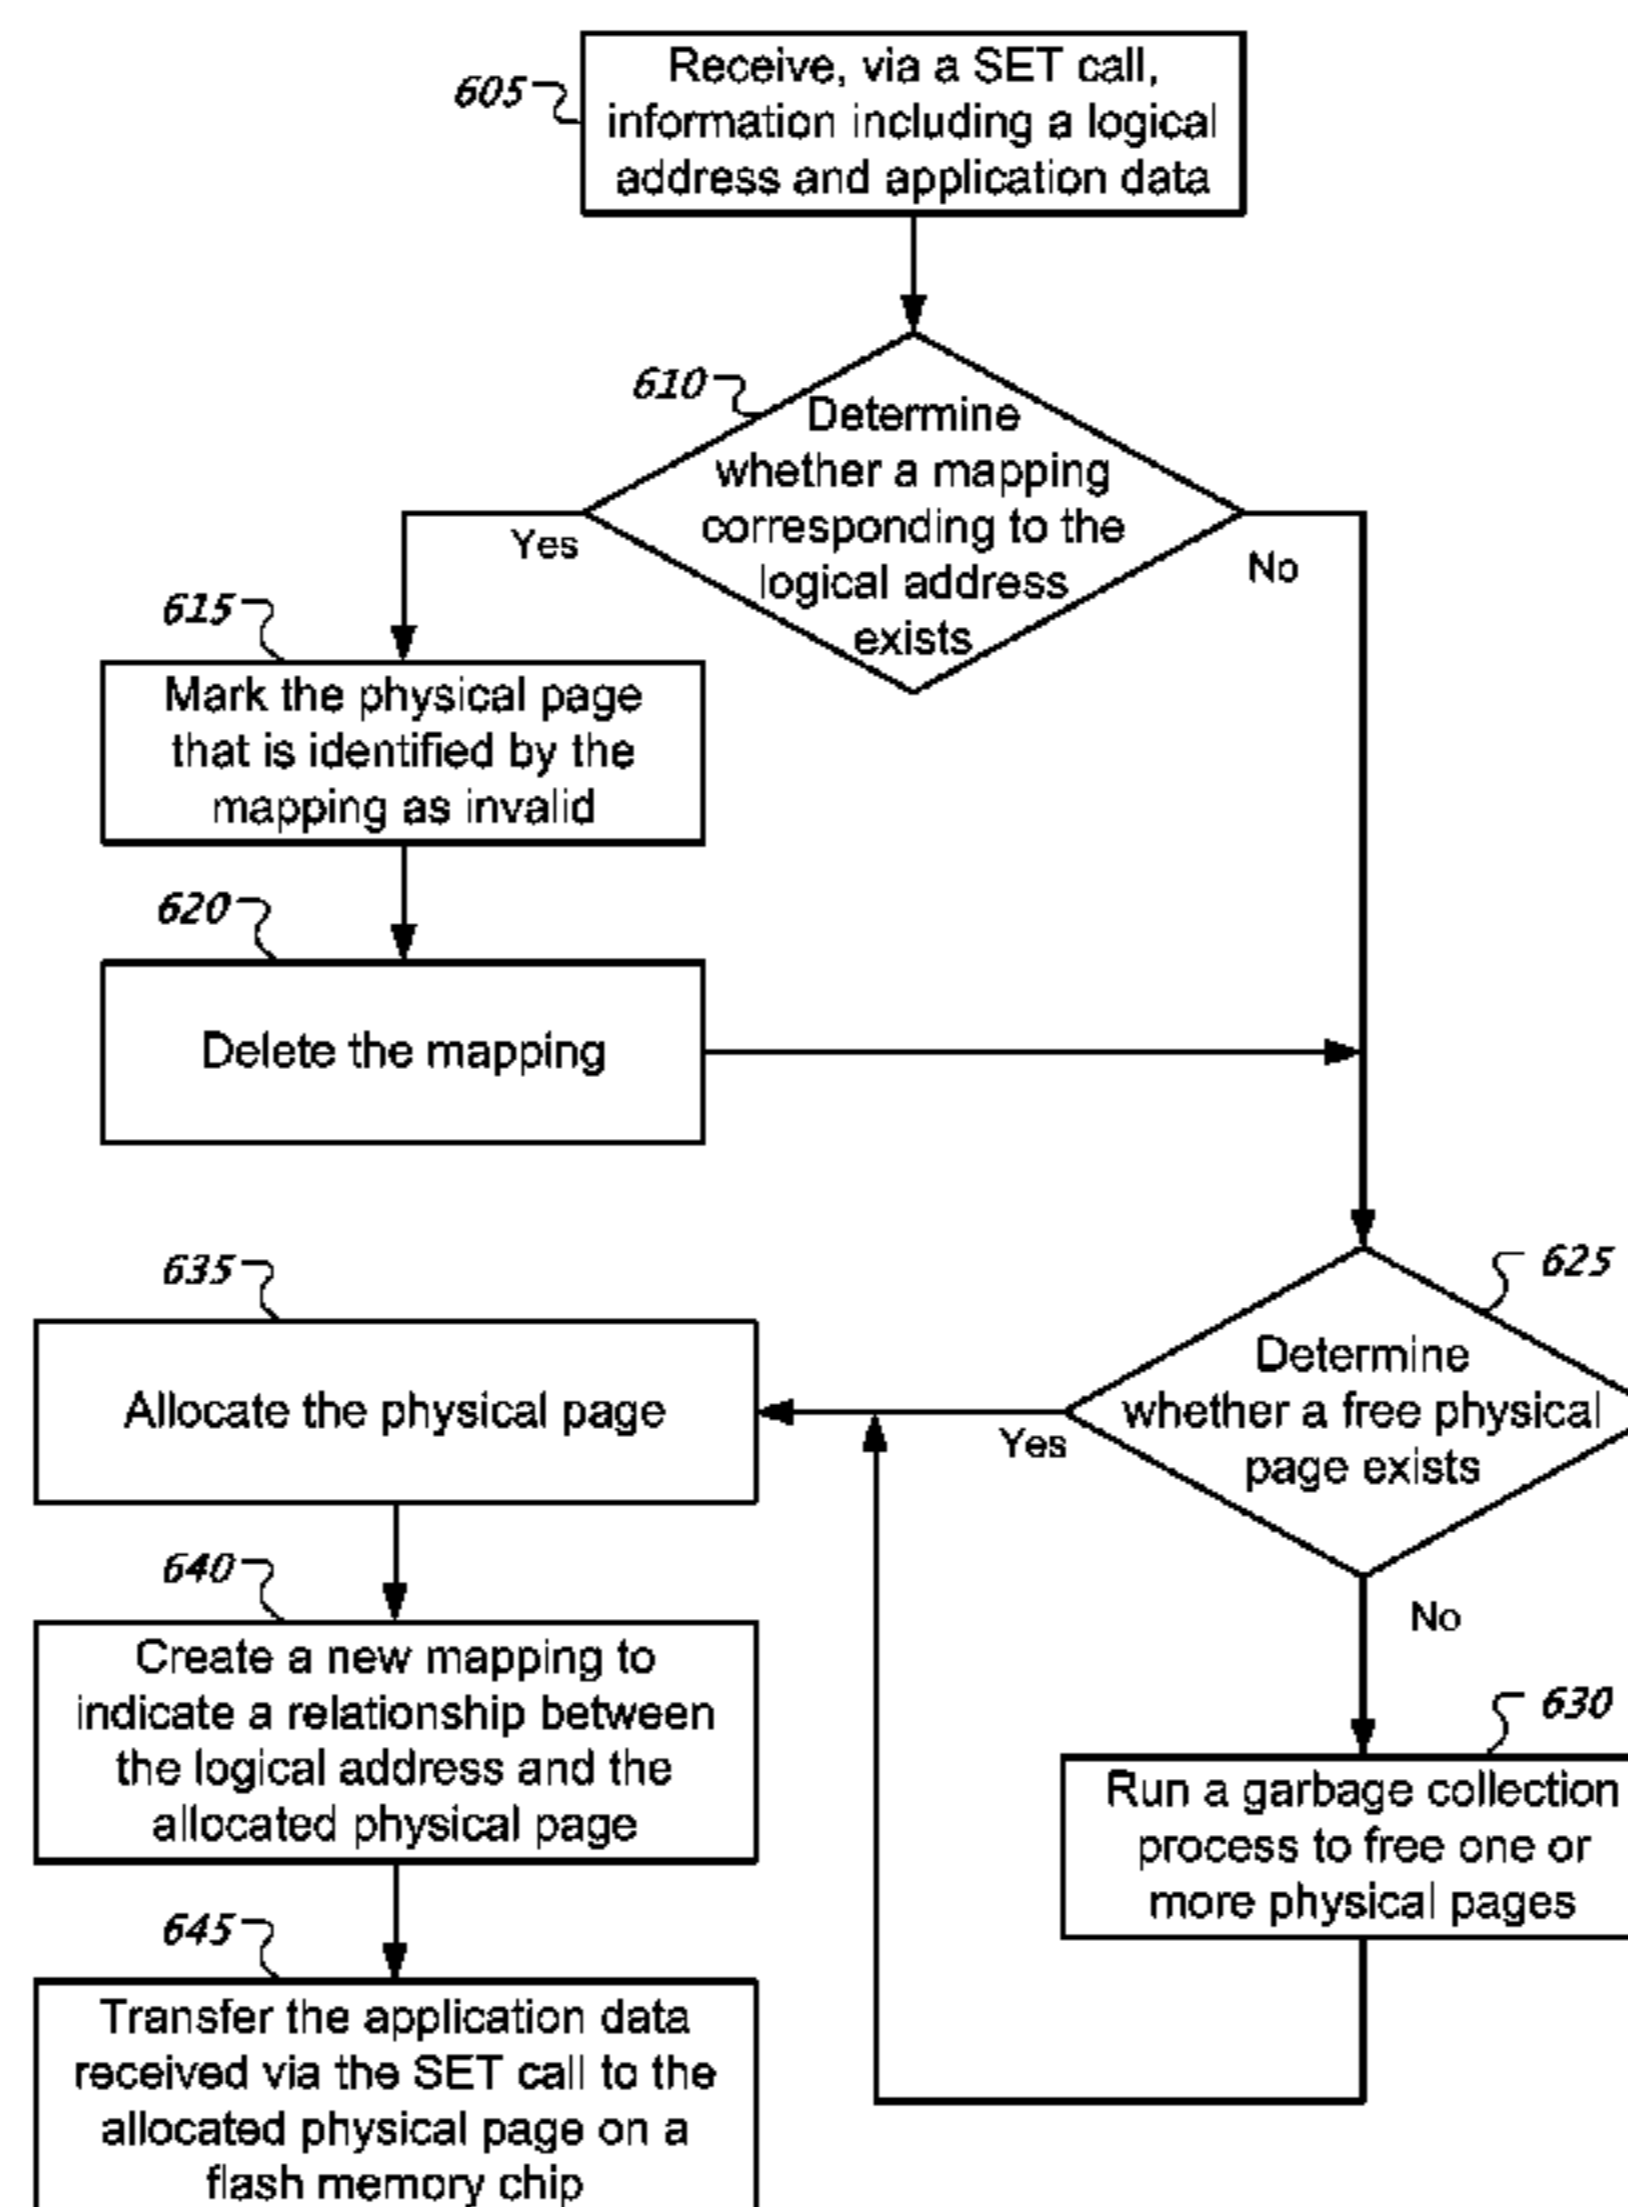 605
Receive, via a SET call,
information including a logical
address and application data
610
Determine
whether a mapping
corresponding to the
logical address
exists
Yes
No
615
Mark the physical page
that is identified by the
mapping as invalid
620
Delete the mapping
625
Determine
whether a free physical
page exists
Yes
No
630
Run a garbage collection
process to free one or
more physical pages
635
Allocate the physical page
640
Create a new mapping to
indicate a relationship between
the logical address and the
allocated physical page
645
Transfer the application data
received via the SET call to the
allocated physical page on a
flash memory chip